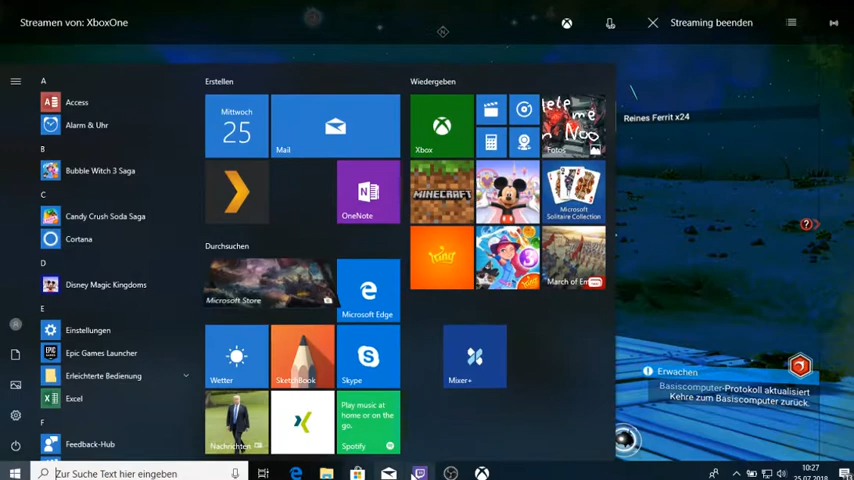 Streamen von: XboxOne
Streaming beenden
A
Access
Alarm & Uhr
B
Bubble Witch 3 Saga
C
Candy Crush Soda Saga
Cortana
D
Disney Magic Kingdoms
E
Einstellungen
Epic Games Launcher
Erleichterte Bedienung
Excel
F
Feedback-Hub
Erstellen
Mittwoch
25
Mail
OneNote
Durchsuchen
Microsoft Store
Microsoft Edge
Wetter
SketchBook
Skype
Nachrichten
Play music at
home or on the
go.
Spotify
Wiedergeben
Xbox
Fotos
MINECRAFT
Microsoft
Solitaire Collection
King
3
March of Em
Mixer+
Reines Ferrit x24
Erwachen
Basiscomputer-Protokoll aktualisiert
Kehre zum Basiscomputer zurück.
Zur Suche Text hier eingeben
10:27
25.07.2018